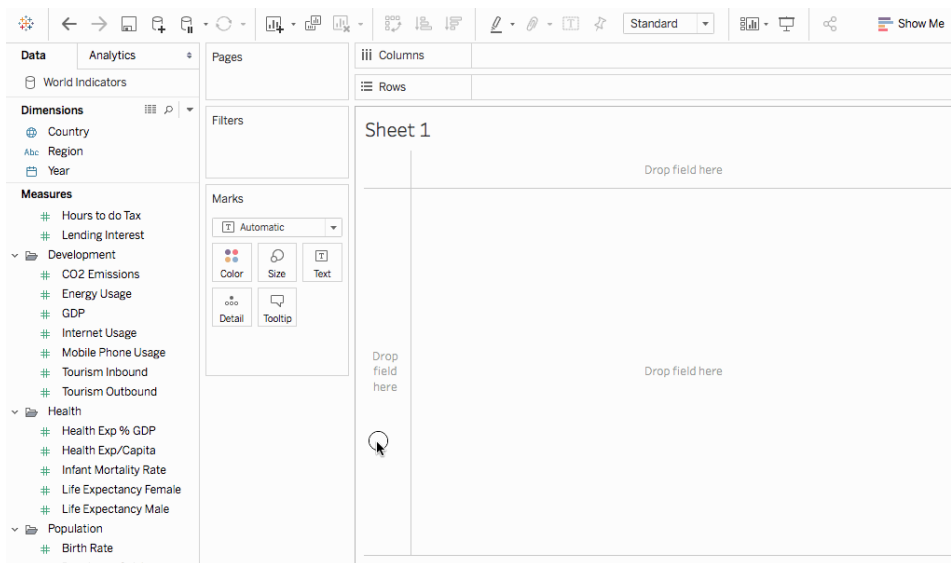 Standard
Show Me
Data
Analytics
World Indicators
Dimensions
Country
Abc Region
Year
Measures
Hours to do Tax
Lending Interest
Development
CO2 Emissions
Energy Usage
GDP
Internet Usage
Mobile Phone Usage
Tourism Inbound
Tourism Outbound
Health
Health Exp % GDP
Health Exp/Capita
Infant Mortality Rate
Life Expectancy Female
Life Expectancy Male
Population
Birth Rate
Pages
Filters
Marks
T Automatic
Color
Size
T
Text
Detail
Tooltip
Columns
Rows
Sheet 1
Drop field here
Drop
field
here
Drop field here